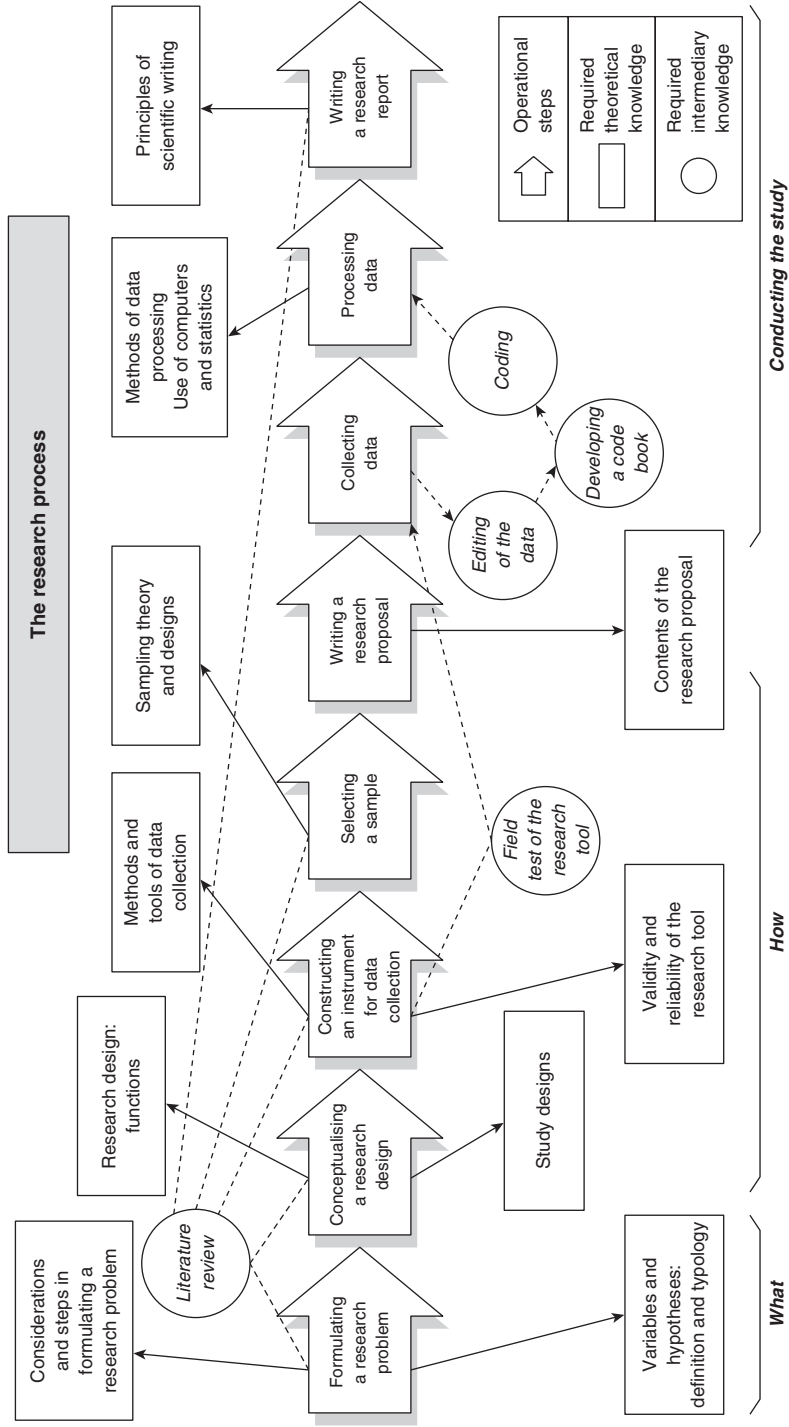 The research process
Considerations
and steps in
formulating a
research problem
Research design:
functions
Methods and
tools of data
collection
Sampling theory
and designs
Methods of data
processing
Use of computers
and statistics
Principles of
scientific writing
Literature
review
Formulating
a research
problem
Conceptualising
a research
design
Constructing
an instrument
for data
collection
Selecting
a sample
Writing a
research
proposal
Collecting
data
Processing
data
Writing
a research
report
Study designs
Field
test of the
research
tool
Editing
of the
data
Developing
a code
book
Coding
Operational
steps
Required
theoretical
knowledge
Required
intermediary
knowledge
Variables and
hypotheses:
definition and typology
Validity and
reliability of the
research tool
Contents of the
research proposal
What
How
Conducting the study